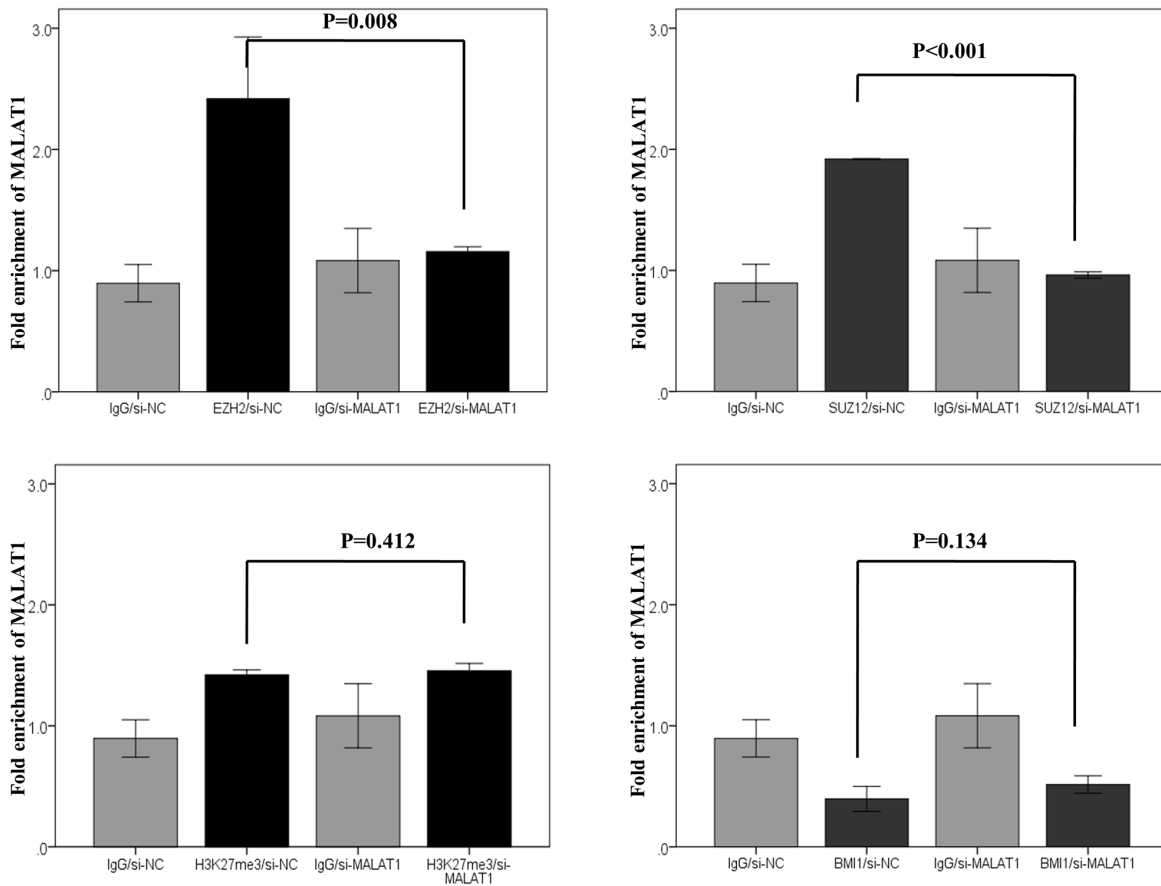 Fold enrichment of MALAT1
3.0
2.0
1.0
.0
P=0.008
IgG/si-NC
EZH2/si-NC
IgG/si-MALAT1
EZH2/si-MALAT1
Fold enrichment of MALAT1
3.0
2.0
1.0
.0
P<0.001
IgG/si-NC
SUZ12/si-NC
IgG/si-MALAT1
SUZ12/si-MALAT1
Fold enrichment of MALAT1
3.0
2.0
1.0
.0
P=0.412
IgG/si-NC
H3K27me3/si-NC
IgG/si-MALAT1
H3K27me3/si-
MALAT1
Fold enrichment of MALAT1
3.0
2.0
1.0
.0
P=0.134
IgG/si-NC
BMI1/si-NC
IgG/si-MALAT1
BMI1/si-MALAT1